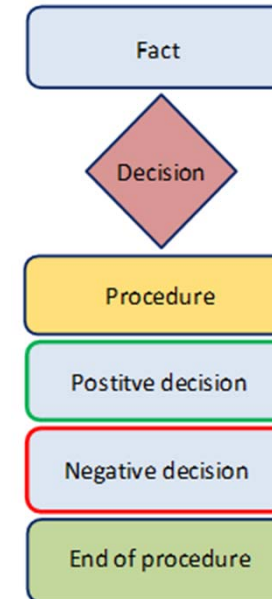 Fact
Decision
Procedure
Postitve decision
Negative decision
End of procedure